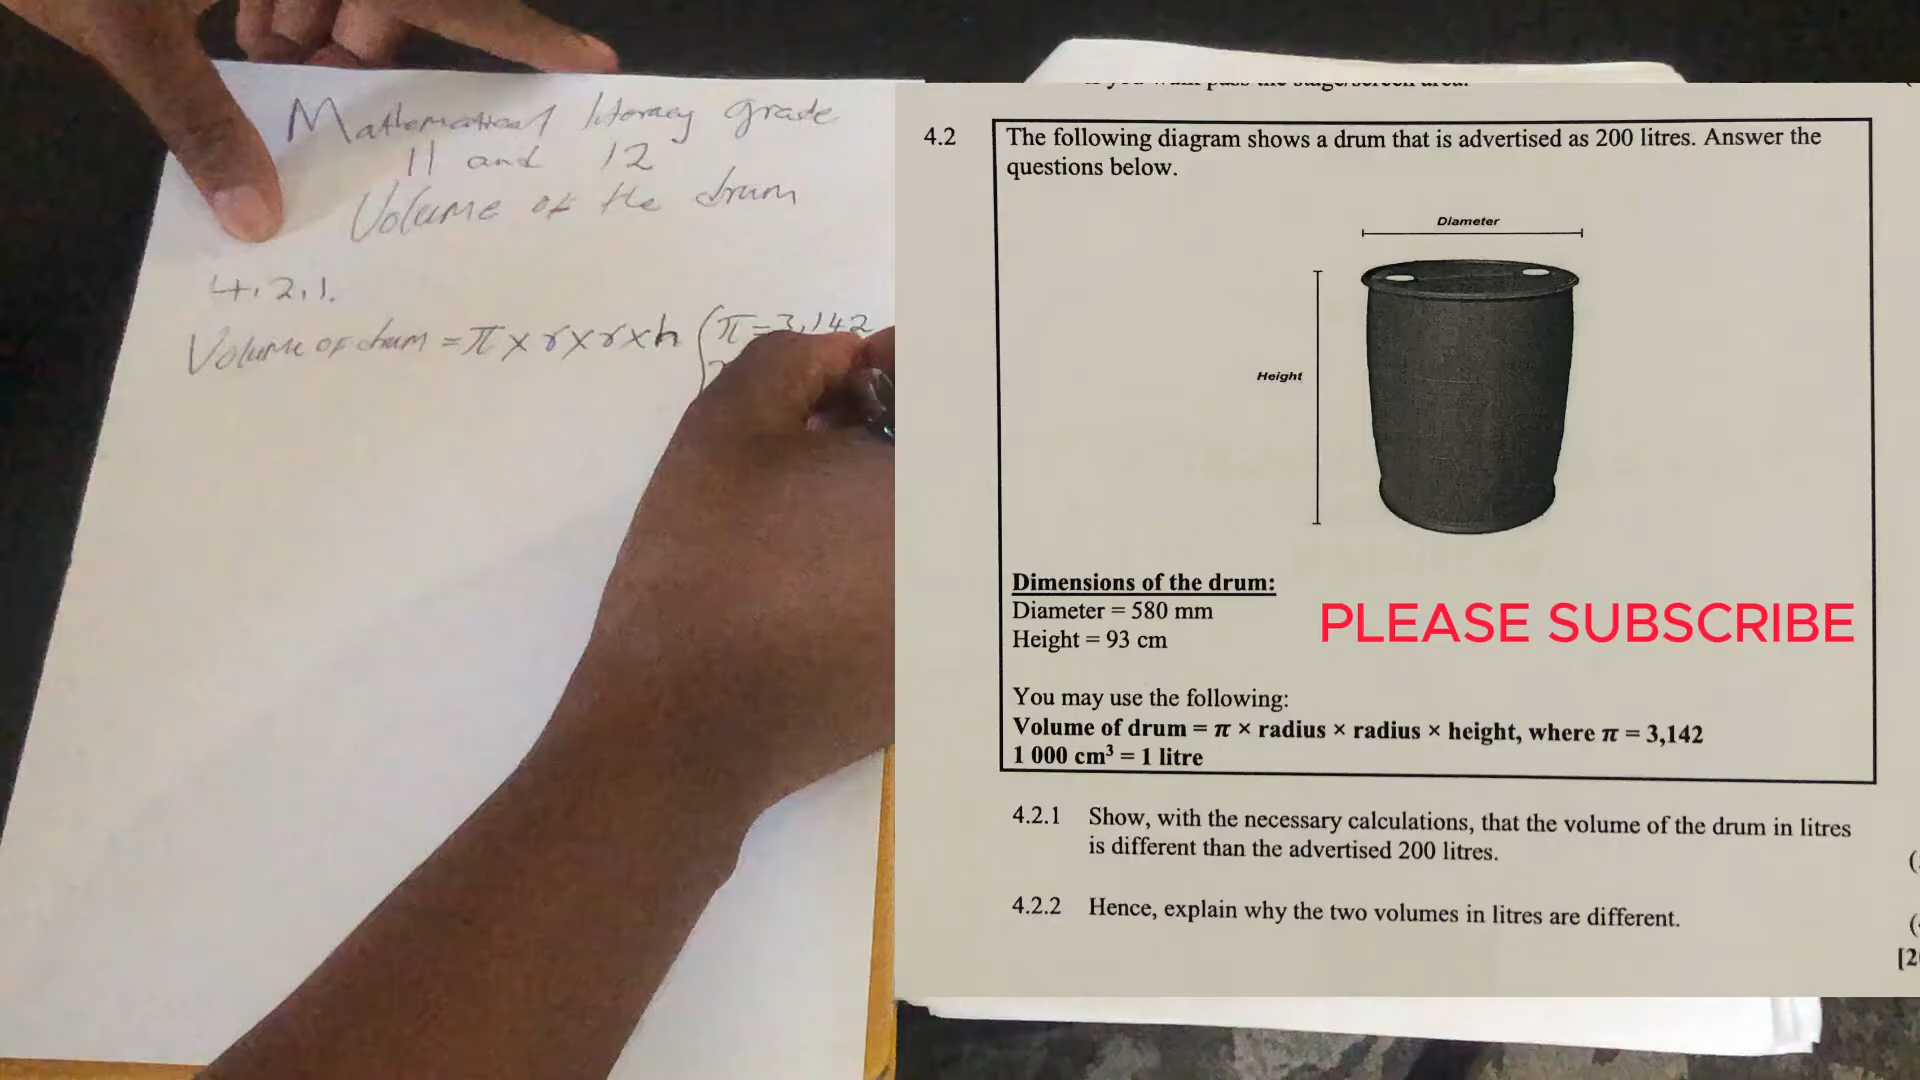 Mathematical literacy grade
11 and 12
Volume of the drum
4.2.1.
Volume of drum = π × r × r × h (π = 3,142
4.2 The following diagram shows a drum that is advertised as 200 litres. Answer the
questions below.
Diameter
Height
Dimensions of the drum:
Diameter = 580 mm
Height = 93 cm
PLEASE SUBSCRIBE
You may use the following:
Volume of drum = π × radius × radius × height, where π = 3,142
1 000 cm³ = 1 litre
4.2.1 Show, with the necessary calculations, that the volume of the drum in litres
is different than the advertised 200 litres.
4.2.2 Hence, explain why the two volumes in litres are different.